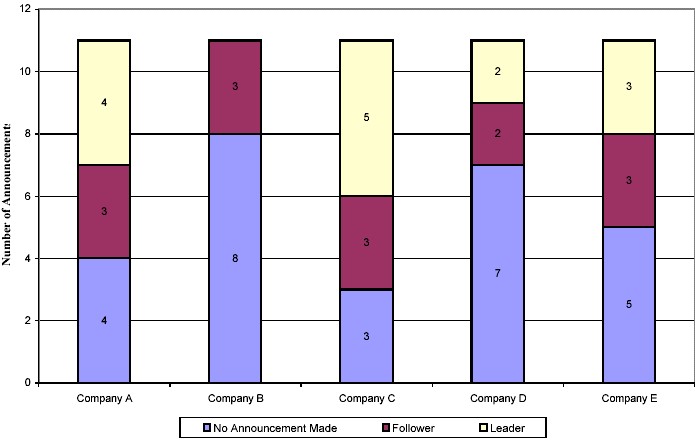 12
10
8
6
4
2
0
Number of Announcements
4
3
4
3
8
5
3
3
2
2
7
3
3
5
Company A
Company B
Company C
Company D
Company E
No Announcement Made
Follower
Leader